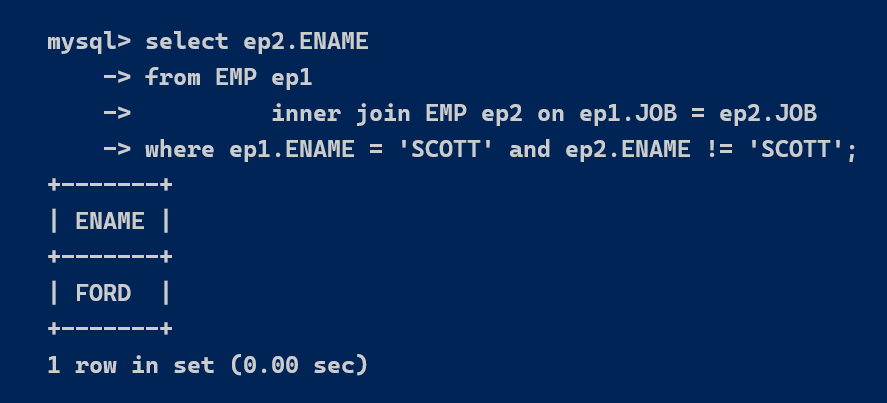 mysql> select ep2.ENAME
    -> from EMP ep1
    ->          inner join EMP ep2 on ep1.JOB = ep2.JOB
    -> where ep1.ENAME = 'SCOTT' and ep2.ENAME != 'SCOTT';
+-------+
| ENAME |
+-------+
| FORD  |
+-------+
1 row in set (0.00 sec)